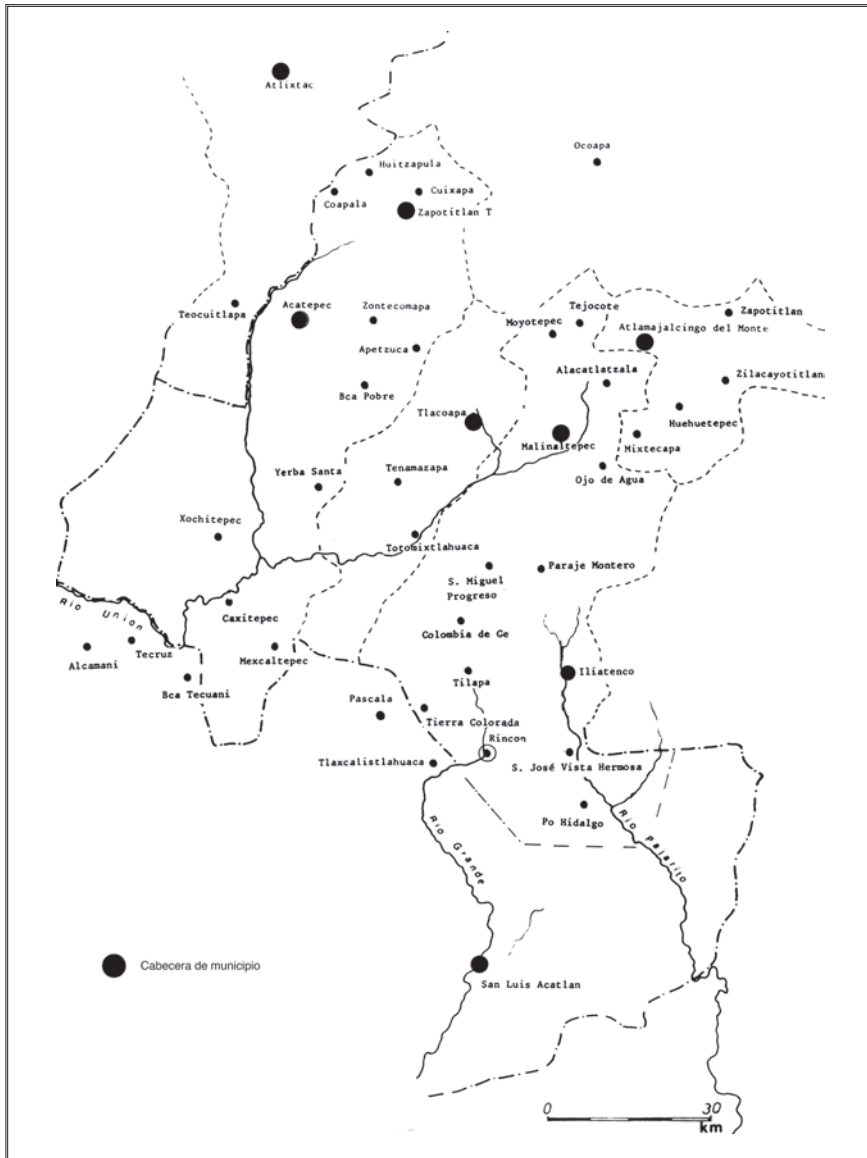 Atlixtac
Ocoapa
Huitzapula
Coapala
Cuixapa
Zapotitlan T
Teocuitlapa
Acatepec
Zontecomapa
Tejocote
Zapotitlan
Moyotepec
Atlamajalcingo del Monte
Apetzuca
Alacatlatzala
Zilacayotitlan
Bca Pobre
Tlacoapa
Huehuetepec
Malinaltepec
Mixtecapa
Yerba Santa
Tenamazapa
Ojo de Agua
Xochitepec
Totomixtlahuaca
S. Miguel
Progreso
Paraje Montero
Rio Union
Caxitepec
Colombia de Ge
Alcamani
Tecruz
Mexcaltepec
Bca Tecuani
Tilapa
Iliatenco
Pascala
Tierra Colorada
Rincon
Tlaxcalistlahuaca
S. José Vista Hermosa
Po Hidalgo
Rio Grande
Rio Pajarito
Cabecera de municipio
San Luis Acatlan
0 30
km